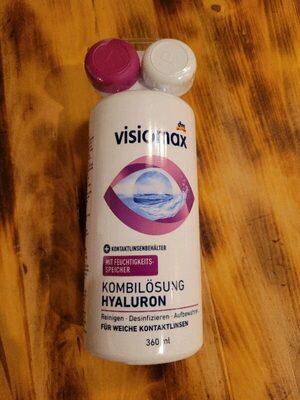 dm
visiomax
+ KONTAKTLINSENBEHÄLTER
MIT FEUCHTIGKEITS-
SPEICHER
KOMBILÖSUNG
HYALURON
Reinigen · Desinfizieren · Aufbewahren
FÜR WEICHE KONTAKTLINSEN
360 ml